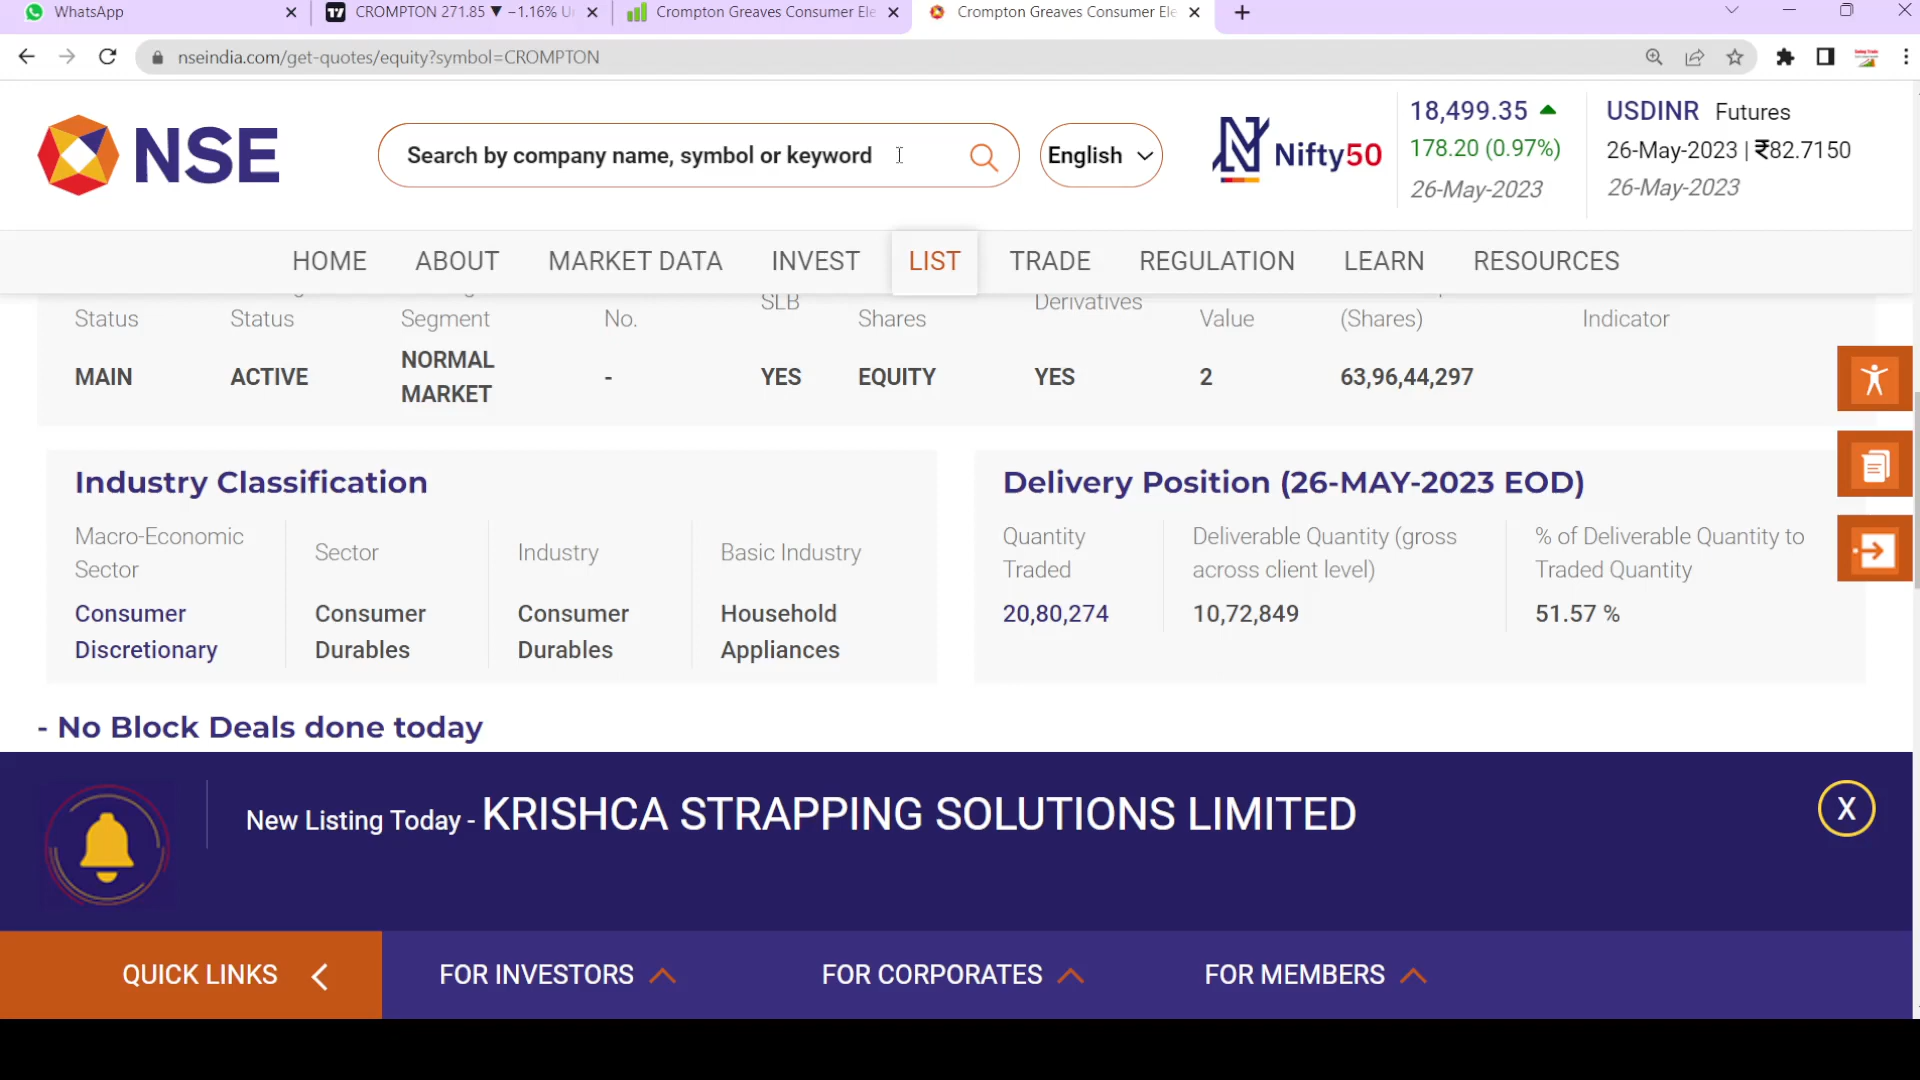 WhatsApp
CROMPTON 271.85 ▼ −1.16%
Crompton Greaves Consumer Ele
Crompton Greaves Consumer Ele
nseindia.com/get-quotes/equity?symbol=CROMPTON
NSE
Search by company name, symbol or keyword
English
Nifty50
18,499.35
178.20 (0.97%)
26-May-2023
USDINR Futures
26-May-2023 | ₹82.7150
26-May-2023
HOME ABOUT MARKET DATA INVEST LIST TRADE REGULATION LEARN RESOURCES
SLB Derivatives
Status Status Segment No. Shares Value (Shares) Indicator
MAIN ACTIVE NORMAL MARKET - YES EQUITY YES 2 63,96,44,297
Industry Classification
Macro-Economic Sector
Sector
Industry
Basic Industry
Consumer Discretionary
Consumer Durables
Consumer Durables
Household Appliances
Delivery Position (26-MAY-2023 EOD)
Quantity Traded
Deliverable Quantity (gross across client level)
% of Deliverable Quantity to Traded Quantity
20,80,274
10,72,849
51.57 %
- No Block Deals done today
New Listing Today - KRISHCA STRAPPING SOLUTIONS LIMITED
X
QUICK LINKS
FOR INVESTORS
FOR CORPORATES
FOR MEMBERS